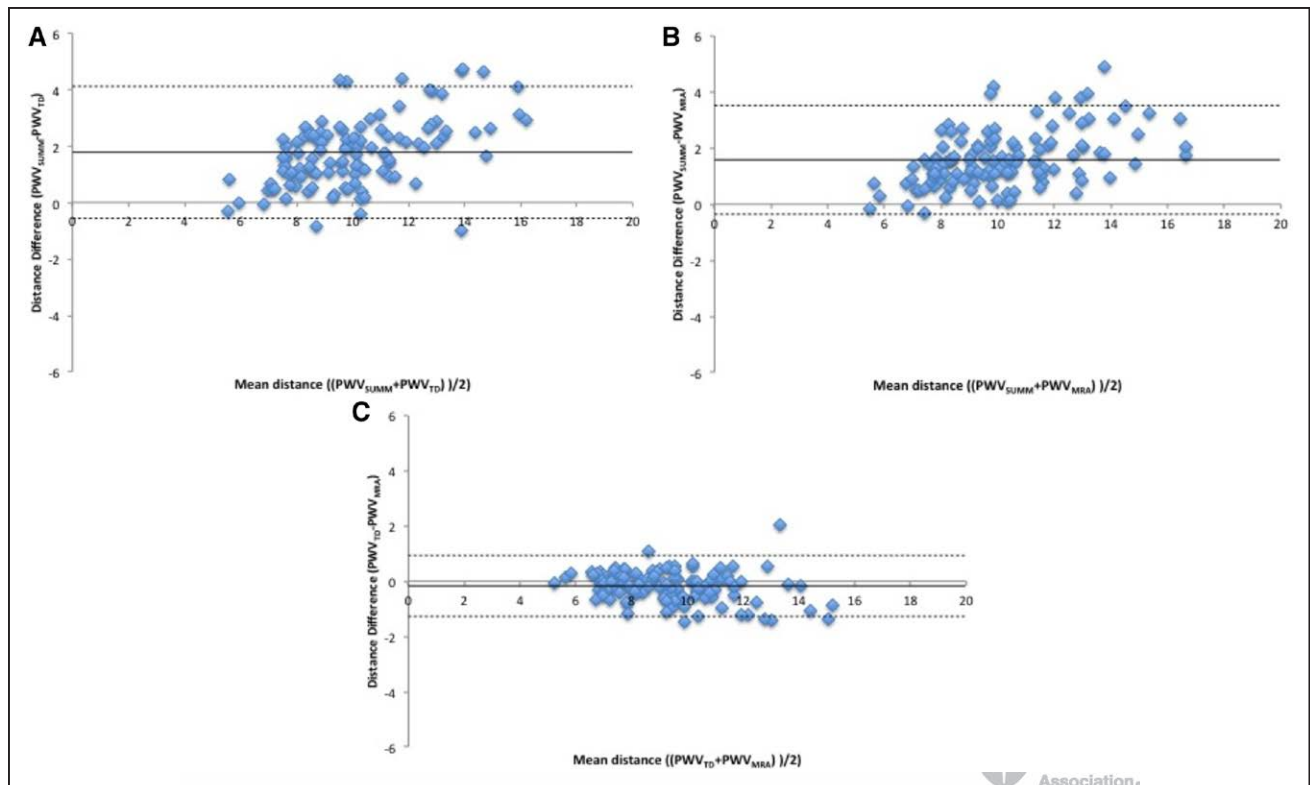 A
6
4
2
0
-2
-4
-6
0 2 4 6 8 10 12 14 16 18 20
Distance Difference (PWVSUMM-PWVTD)
Mean distance ((PWVSUMM+PWVTD) )/2)
B
6
4
2
0
-2
-4
-6
0 2 4 6 8 10 12 14 16 18 20
Distance Difference (PWVSUMM-PWVMRA)
Mean distance ((PWVSUMM+PWVMRA) )/2)
C
6
4
2
0
-2
-4
-6
0 2 4 6 8 10 12 14 16 18 20
Distance Difference (PWVTD-PWVMRA)
Mean distance ((PWVTD+PWVMRA) )/2)
Association